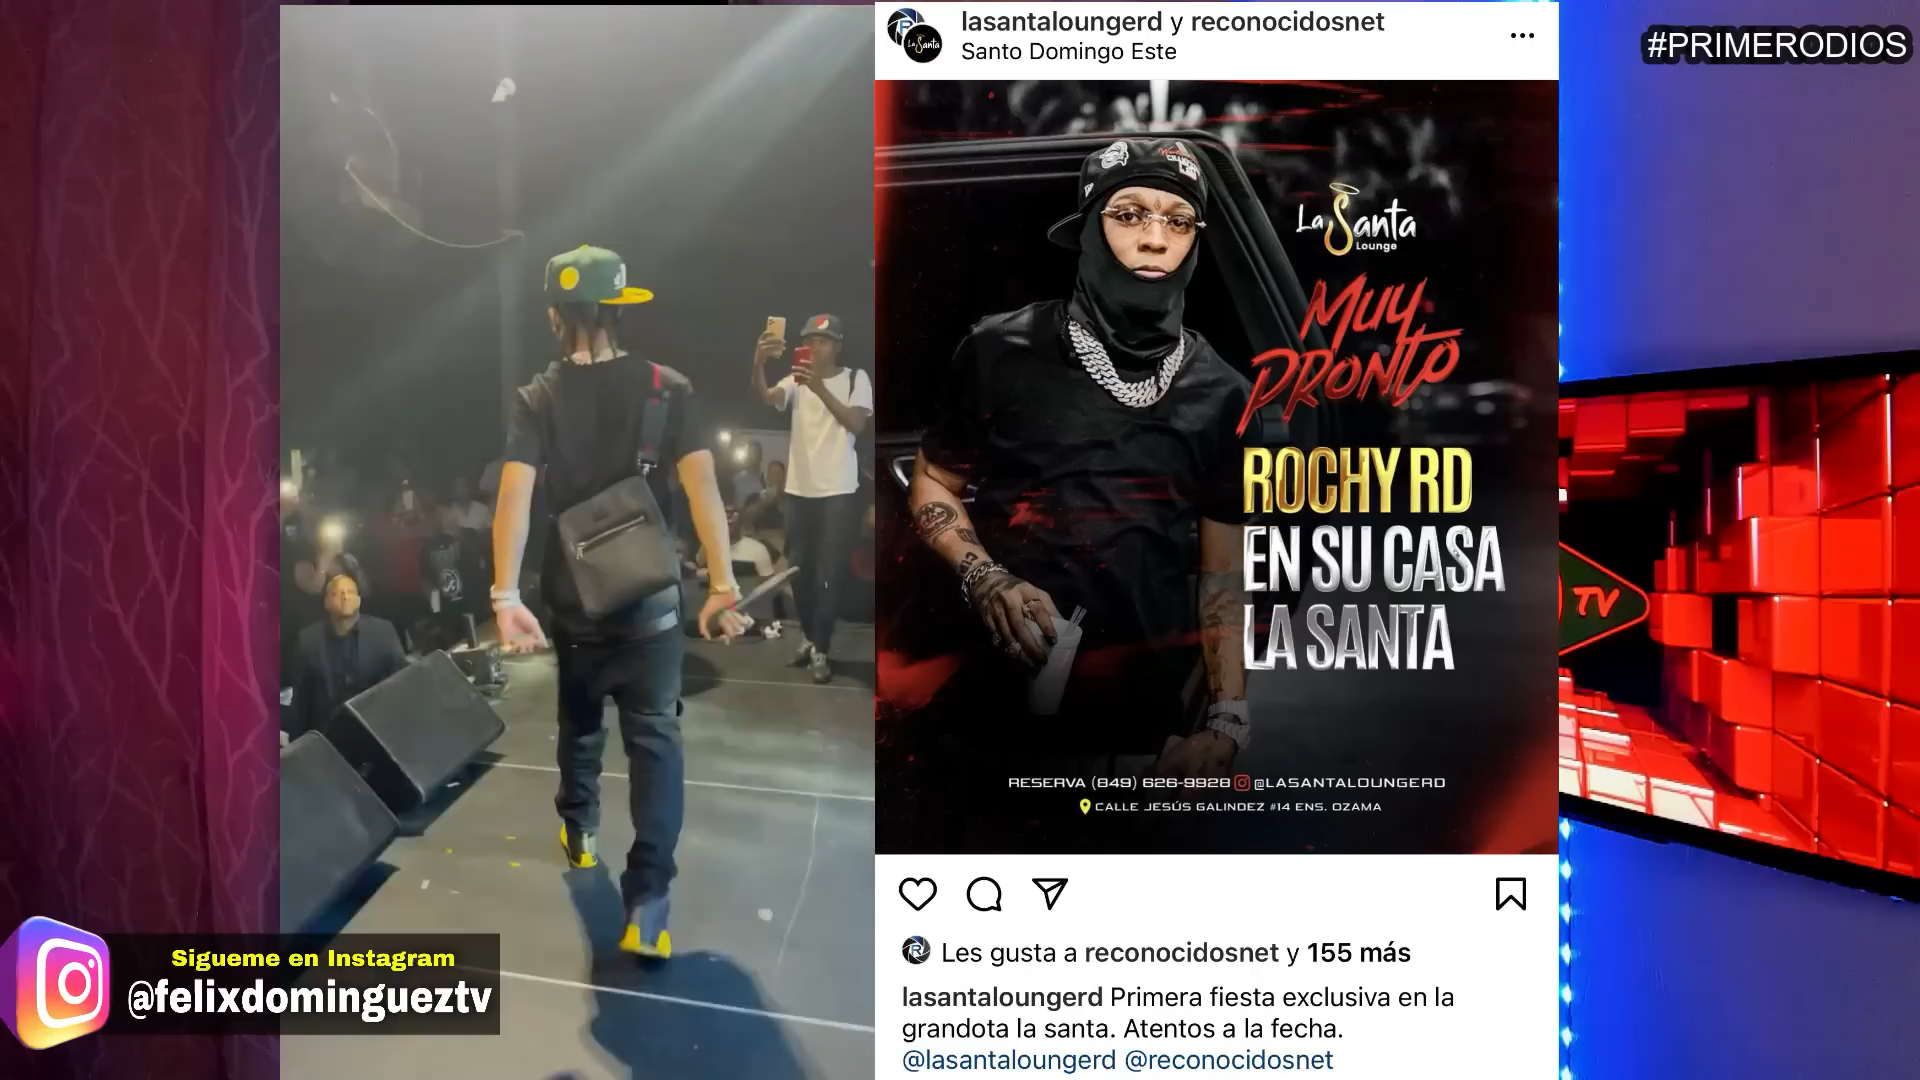 lasantaloungerd y reconocidosnet
Santo Domingo Este
#PRIMERODIOS
La Santa
Lounge
MUY
PRONTO
ROCHY RD
EN SU CASA
LA SANTA
RESERVA (849) 626-9928 @LASANTALOUNGERD
CALLE JESÚS GALINDEZ #14 ENS. OZAMA
TV
Les gusta a reconocidosnet y 155 más
lasantaloungerd Primera fiesta exclusiva en la
grandota la santa. Atentos a la fecha.
@lasantaloungerd @reconocidosnet
Sigueme en Instagram
@felixdomingueztv